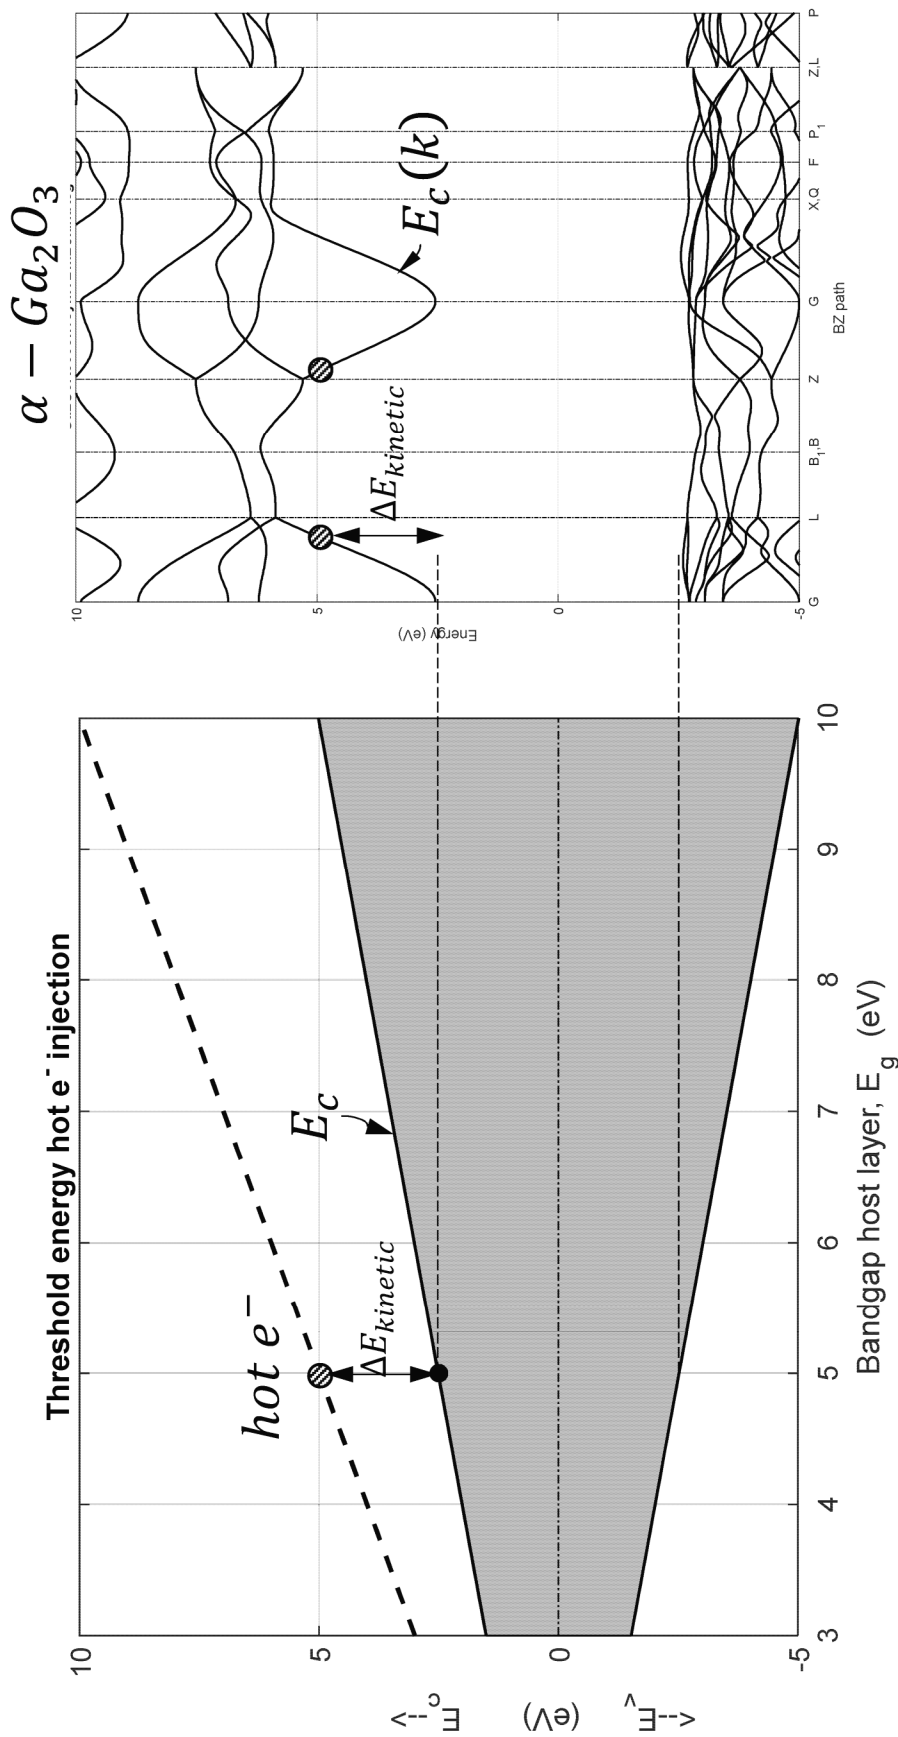 Threshold energy hot e⁻ injection
hot e⁻
ΔE_kinetic
E_c
10
5
0
-5
<--E_v (eV) E_c-->
3 4 5 6 7 8 9 10
Bandgap host layer, E_g (eV)
α − Ga₂O₃
E_c(k)
ΔE_kinetic
10
5
0
-5
Energy (eV)
G L B₁,B Z G X,Q F P₁ Z,L P
BZ path